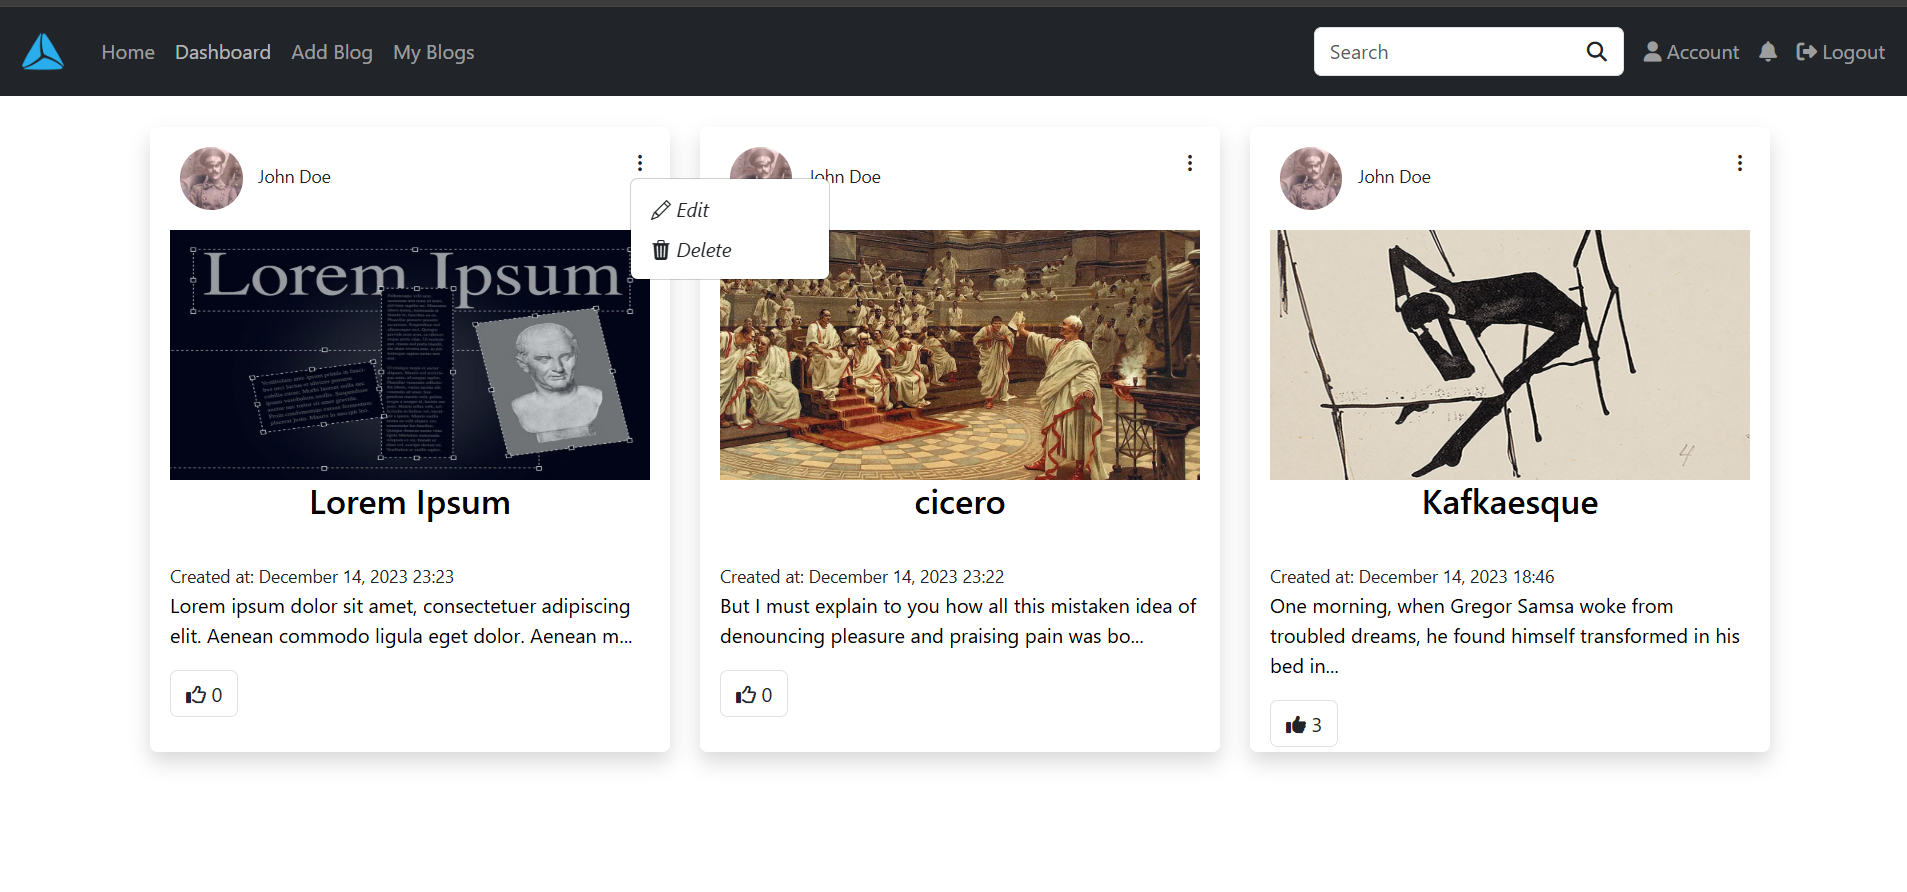 Home Dashboard Add Blog My Blogs Search Account Logout
John Doe
Edit
Delete
Lorem Ipsum
Lorem Ipsum
Created at: December 14, 2023 23:23
Lorem ipsum dolor sit amet, consectetuer adipiscing
elit. Aenean commodo ligula eget dolor. Aenean m...
0
John Doe
cicero
Created at: December 14, 2023 23:22
But I must explain to you how all this mistaken idea of
denouncing pleasure and praising pain was bo...
0
John Doe
4
Kafkaesque
Created at: December 14, 2023 18:46
One morning, when Gregor Samsa woke from
troubled dreams, he found himself transformed in his
bed in...
3